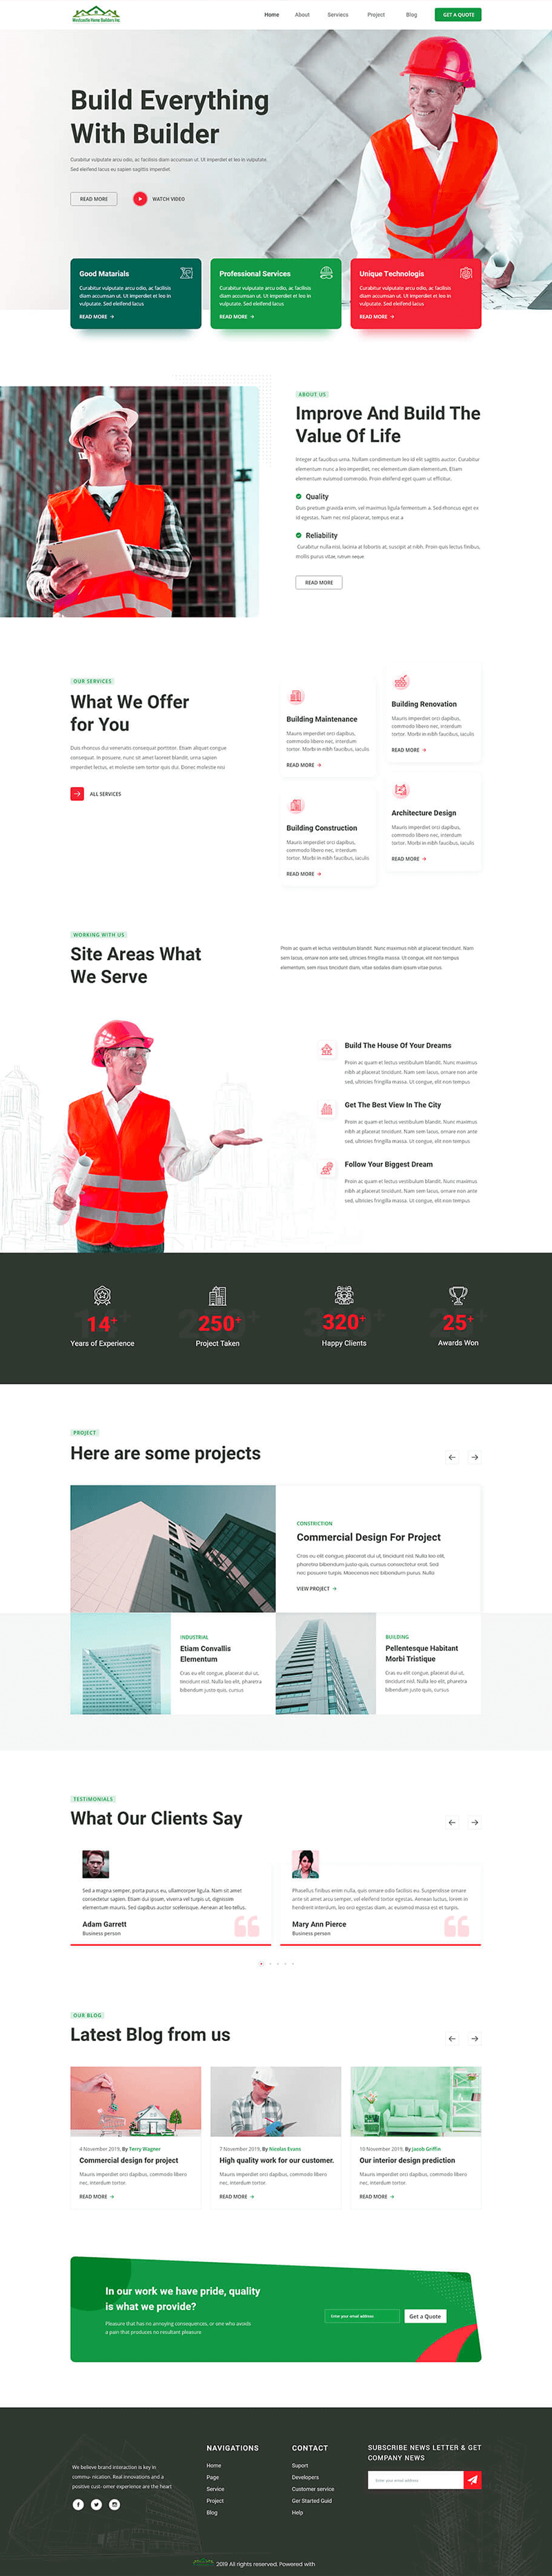 Westcastle Home Builders Inc
Home About Servieces Project Blog GET A QUOTE
Build Everything
With Builder
Curabitur vulputate arcu odio, ac facilisis diam accumsan ut. Ut imperdiet et leo in vulputate.
Sed eleifend lacus eu sapien sagittis imperdiet.
READ MORE WATCH VIDEO
Good Matarials
Curabitur vulputate arcu odio, ac facilisis
diam accumsan ut. Ut imperdiet et leo in
vulputate. Sed eleifend lacus
READ MORE
Professional Services
Curabitur vulputate arcu odio, ac facilisis
diam accumsan ut. Ut imperdiet et leo in
vulputate. Sed eleifend lacus
READ MORE
Unique Technologis
Curabitur vulputate arcu odio, ac facilisis
diam accumsan ut. Ut imperdiet et leo in
vulputate. Sed eleifend lacus
READ MORE
ABOUT US
Improve And Build The
Value Of Life
Integer at faucibus urna. Nullam condimentum leo id elit sagittis auctor. Curabitur
elementum nunc a leo imperdiet, nec elementum diam elementum. Etiam
elementum euismod commodo. Proin eleifend eget quam ut efficitur.
Quality
Duis pretium gravida enim, vel maximus ligula fermentum a. Sed rhoncus eget ex
id egestas. Nam nec nisl placerat, tempus erat a
Reliability
Curabitur nulla nisi, lacinia at lobortis at, suscipit at nibh. Proin quis lectus finibus,
mollis purus vitae, rutrum neque.
READ MORE
OUR SERVICES
What We Offer
for You
Duis rhoncus dui venenatis consequat porttitor. Etiam aliquet congue
consequat. In posuere, nunc sit amet laoreet blandit, urna sapien
imperdiet lectus, et molestie sem tortor quis dui. Donec molestie nisi
ALL SERVICES
Building Maintenance
Mauris imperdiet orci dapibus,
commodo libero nec, interdum
tortor. Morbi in nibh faucibus, iaculis
READ MORE
Building Renovation
Mauris imperdiet orci dapibus,
commodo libero nec, interdum
tortor. Morbi in nibh faucibus, iaculis
READ MORE
Building Construction
Mauris imperdiet orci dapibus,
commodo libero nec, interdum
tortor. Morbi in nibh faucibus, iaculis
READ MORE
Architecture Design
Mauris imperdiet orci dapibus,
commodo libero nec, interdum
tortor. Morbi in nibh faucibus, iaculis
READ MORE
WORKING WITH US
Site Areas What
We Serve
Proin ac quam et lectus vestibulum blandit. Nunc maximus nibh at placerat tincidunt. Nam
sem lacus, ornare non ante sed, ultricies fringilla massa. Ut congue, elit non tempus
elementum, sem risus tincidunt diam, vitae sodales diam ipsum vitae purus.
Build The House Of Your Dreams
Proin ac quam et lectus vestibulum blandit. Nunc maximus
nibh at placerat tincidunt. Nam sem lacus, ornare non ante
sed, ultricies fringilla massa. Ut congue, elit non tempus
Get The Best View In The City
Proin ac quam et lectus vestibulum blandit. Nunc maximus
nibh at placerat tincidunt. Nam sem lacus, ornare non ante
sed, ultricies fringilla massa. Ut congue, elit non tempus
Follow Your Biggest Dream
Proin ac quam et lectus vestibulum blandit. Nunc maximus
nibh at placerat tincidunt. Nam sem lacus, ornare non ante
sed, ultricies fringilla massa. Ut congue, elit non tempus
14+ 250+ 320+ 25+
Years of Experience Project Taken Happy Clients Awards Won
PROJECT
Here are some projects
CONSTRICTION
Commercial Design For Project
Cras eu elit congue, placerat dui ut, tincidunt nisl. Nulla leo elit,
pharetra bibendum justo quis, cursus consectetur erat. Sed
nec posuere turpis. Maecenas nec bibendum purus. Nulla
VIEW PROJECT
INDUSTRIAL
Etiam Convallis
Elementum
Cras eu elit congue, placerat dui ut,
tincidunt nisl. Nulla leo elit, pharetra
bibendum justo quis, cursus
BUILDING
Pellentesque Habitant
Morbi Tristique
Cras eu elit congue, placerat dui ut,
tincidunt nisl. Nulla leo elit, pharetra
bibendum justo quis, cursus
TESTIMONIALS
What Our Clients Say
Sed a magna semper, porta purus eu, ullamcorper ligula. Nam sit amet
consectetur sapien. Etiam dui ipsum, viverra vel turpis ut, dignissim
elementum mauris. Sed dapibus auctor scelerisque. Aenean at leo tellus.
Adam Garrett
Business person
Phasellus finibus enim nulla, quis ornare odio facilisis eu. Suspendisse ornare
ante sit amet arcu semper, vel eleifend tortor egestas. Aenean luctus, lorem in
hendrerit interdum, leo orci egestas diam, ac euismod massa est et turpis.
Mary Ann Pierce
Business person
OUR BLOG
Latest Blog from us
4 November 2019, By Terry Wagner
Commercial design for project
Mauris imperdiet orci dapibus, commodo libero
nec, interdum tortor.
READ MORE
7 November 2019, By Nicolas Evans
High quality work for our customer.
Mauris imperdiet orci dapibus, commodo libero
nec, interdum tortor.
READ MORE
10 November 2019, By Jacob Griffin
Our interior design prediction
Mauris imperdiet orci dapibus, commodo libero
nec, interdum tortor.
READ MORE
In our work we have pride, quality
is what we provide?
Pleasure that has no annoying consequences, or one who avoids
a pain that produces no resultant pleasure
Enter your email address Get a Quote
We believe brand interaction is key in
commu- nication. Real innovations and a
positive cust- omer experience are the heart
NAVIGATIONS
Home
Page
Service
Project
Blog
CONTACT
Suport
Developers
Customer service
Ger Started Guid
Help
SUBSCRIBE NEWS LETTER & GET
COMPANY NEWS
Enter your email address
2019 All rights reserved. Powered with